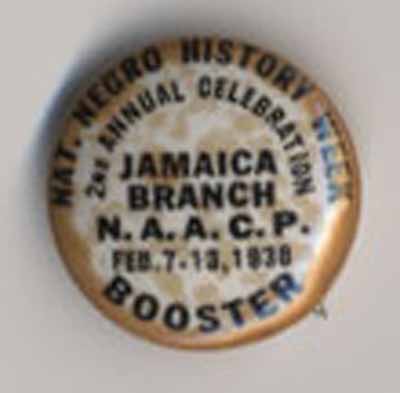 NAT. NEGRO HISTORY WEEK
2ND ANNUAL CELEBRATION
JAMAICA
BRANCH
N.A.A.C.P.
FEB. 7-13, 1938
BOOSTER